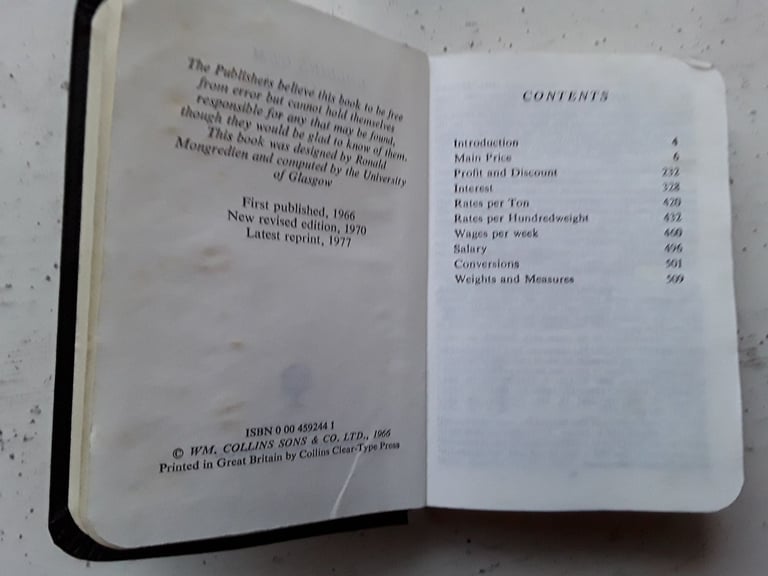 The Publishers believe this book to be free
from error but cannot hold themselves
responsible for any that may be found,
though they would be glad to know of them.
This book was designed by Ronald
Mongredien and computed by the University
of Glasgow
First published, 1966
New revised edition, 1970
Latest reprint, 1977
ISBN 0 00 459244 1
© WM. COLLINS SONS & CO. LTD., 1966
Printed in Great Britain by Collins Clear-Type Press
CONTENTS
Introduction 4
Main Price 6
Profit and Discount 232
Interest 328
Rates per Ton 420
Rates per Hundredweight 432
Wages per week 460
Salary 496
Conversions 501
Weights and Measures 509